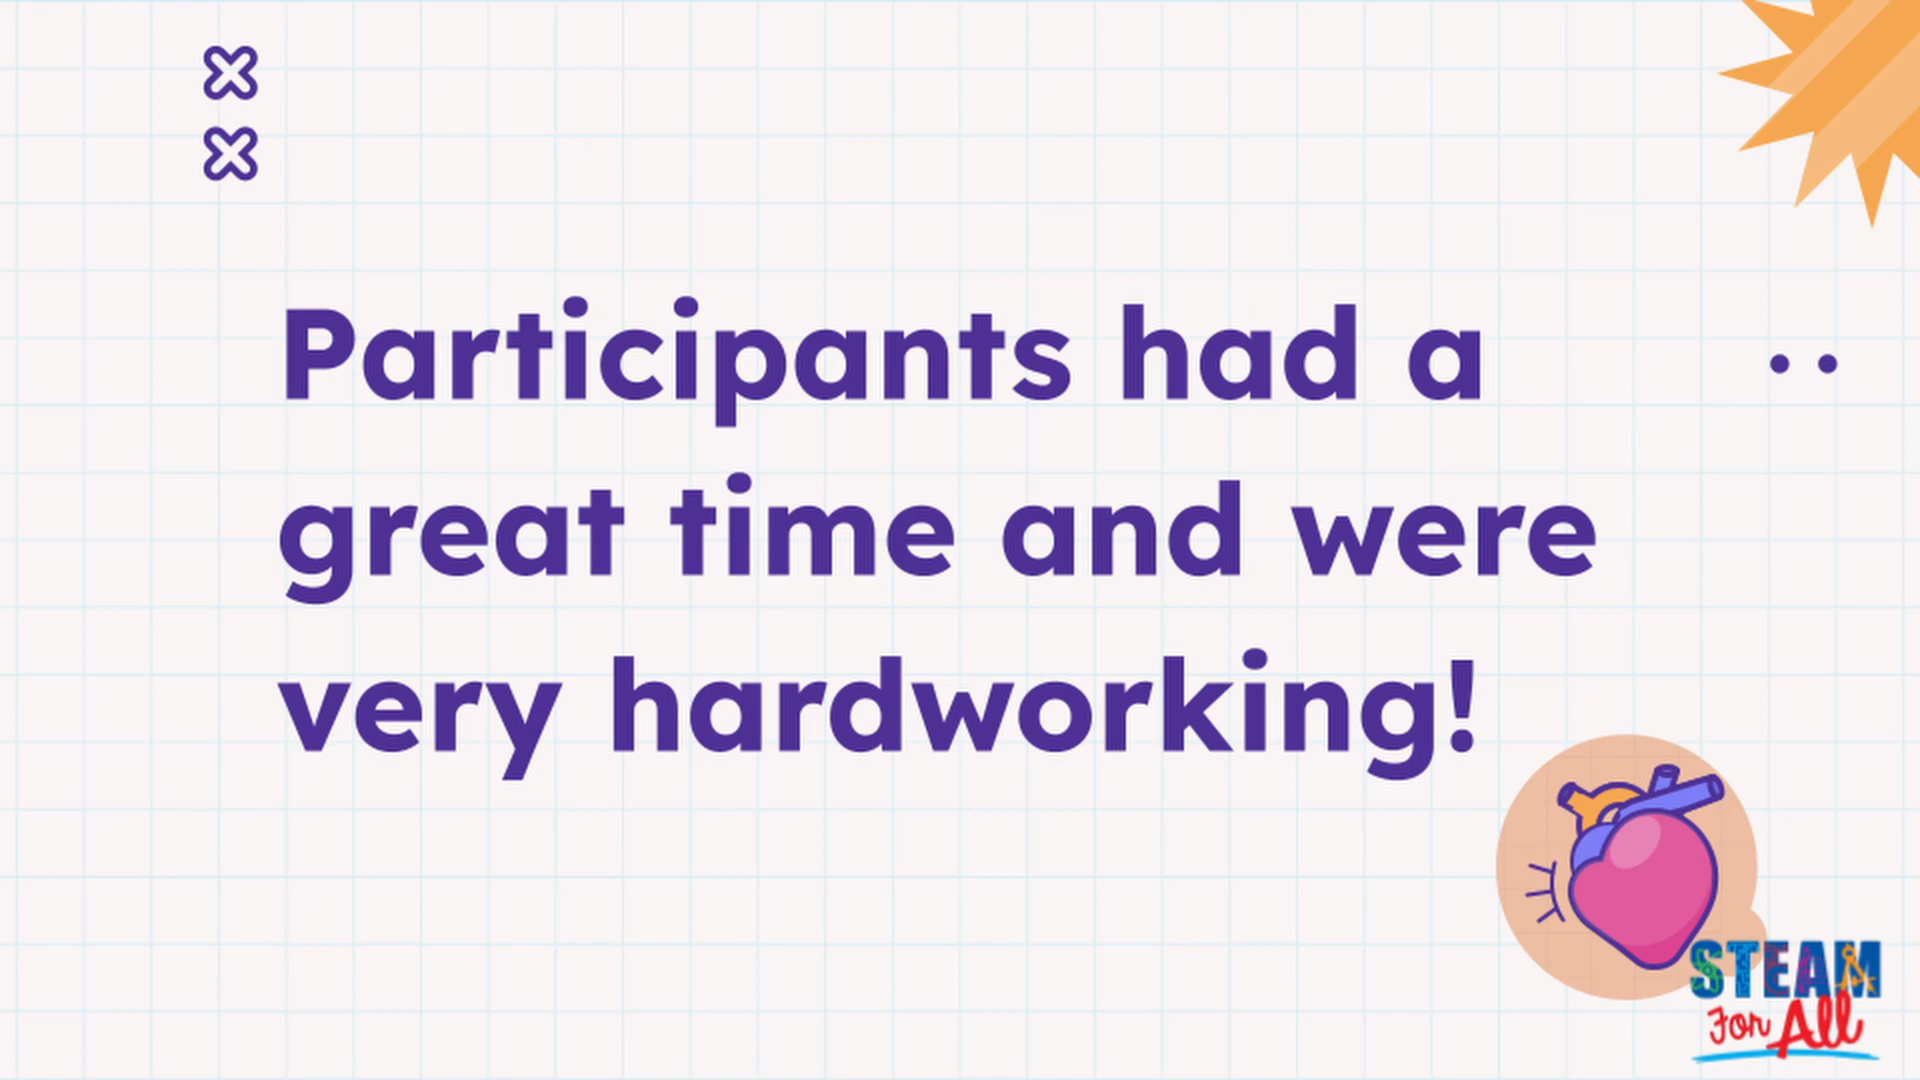 Participants had a
great time and were
very hardworking!
STEAM
For All